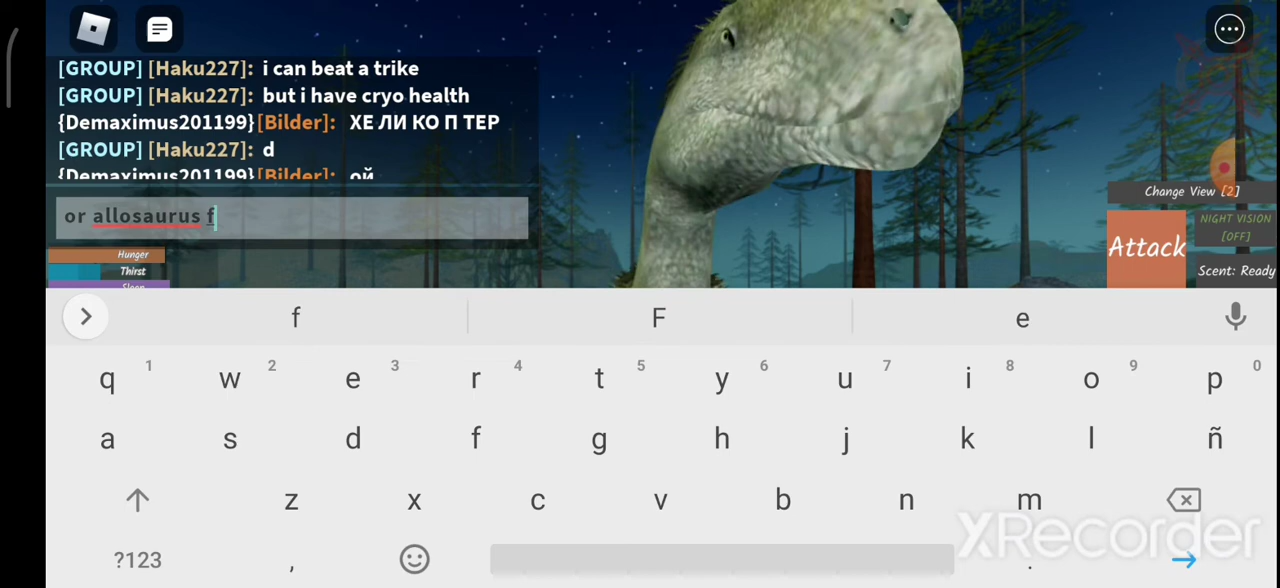 [GROUP] [Haku227]: i can beat a trike
[GROUP] [Haku227]: but i have cryo health
{Demaximus201199}[Bilder]: ХЕ ЛИ КО П ТЕР
[GROUP] [Haku227]: d
{Demaximus201199}[Bilder]: ой
or allosaurus f
Change View [2]
Attack
NIGHT VISION
[OFF]
Scent: Ready
Hunger
Thirst
Sleep
f F e
1 2 3 4 5 6 7 8 9 0
q w e r t y u i o p
a s d f g h j k l ñ
z x c v b n m
XRecorder
?123 , .